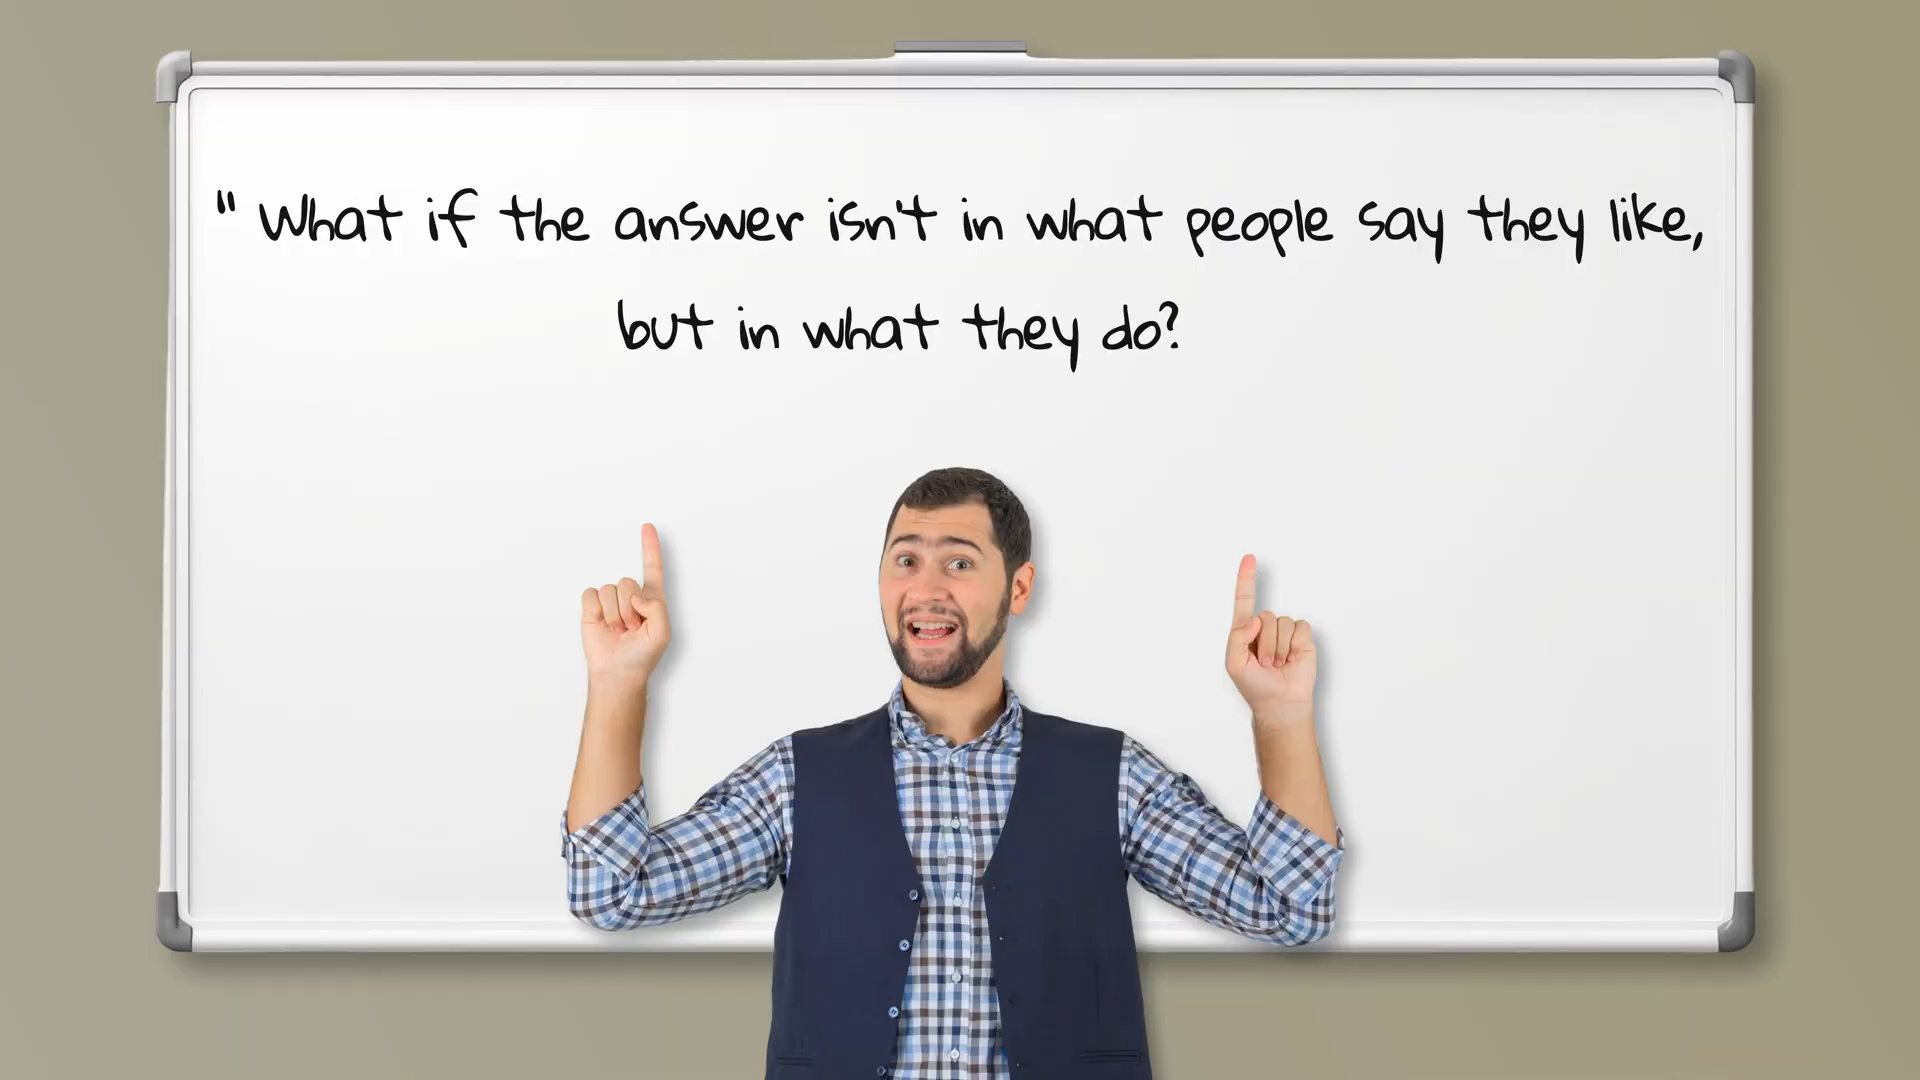 " What if the answer isn't in what people say they like,
but in what they do?